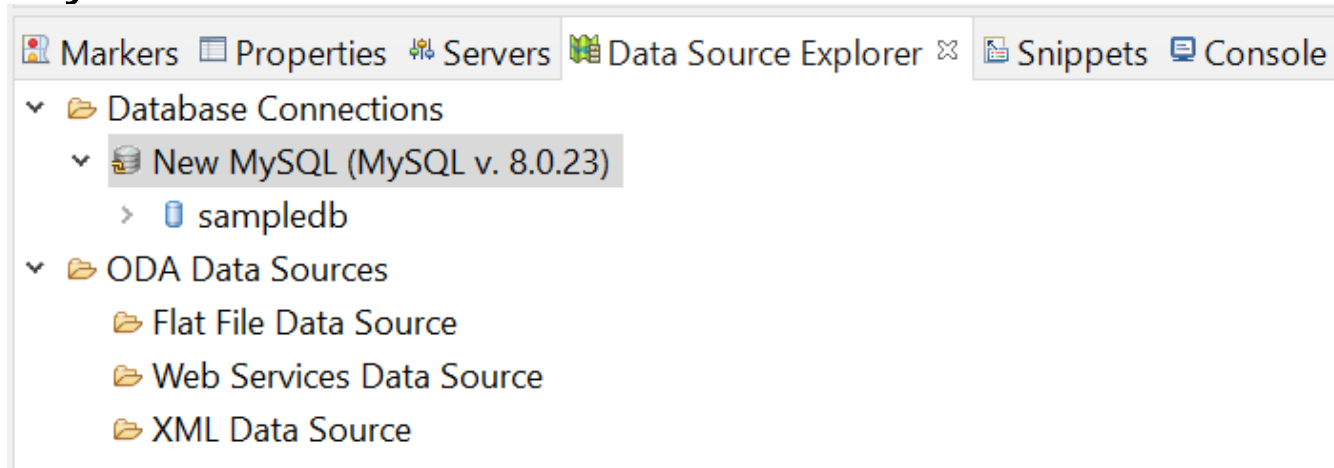 Markers Properties Servers Data Source Explorer Snippets Console
Database Connections
New MySQL (MySQL v. 8.0.23)
sampledb
ODA Data Sources
Flat File Data Source
Web Services Data Source
XML Data Source